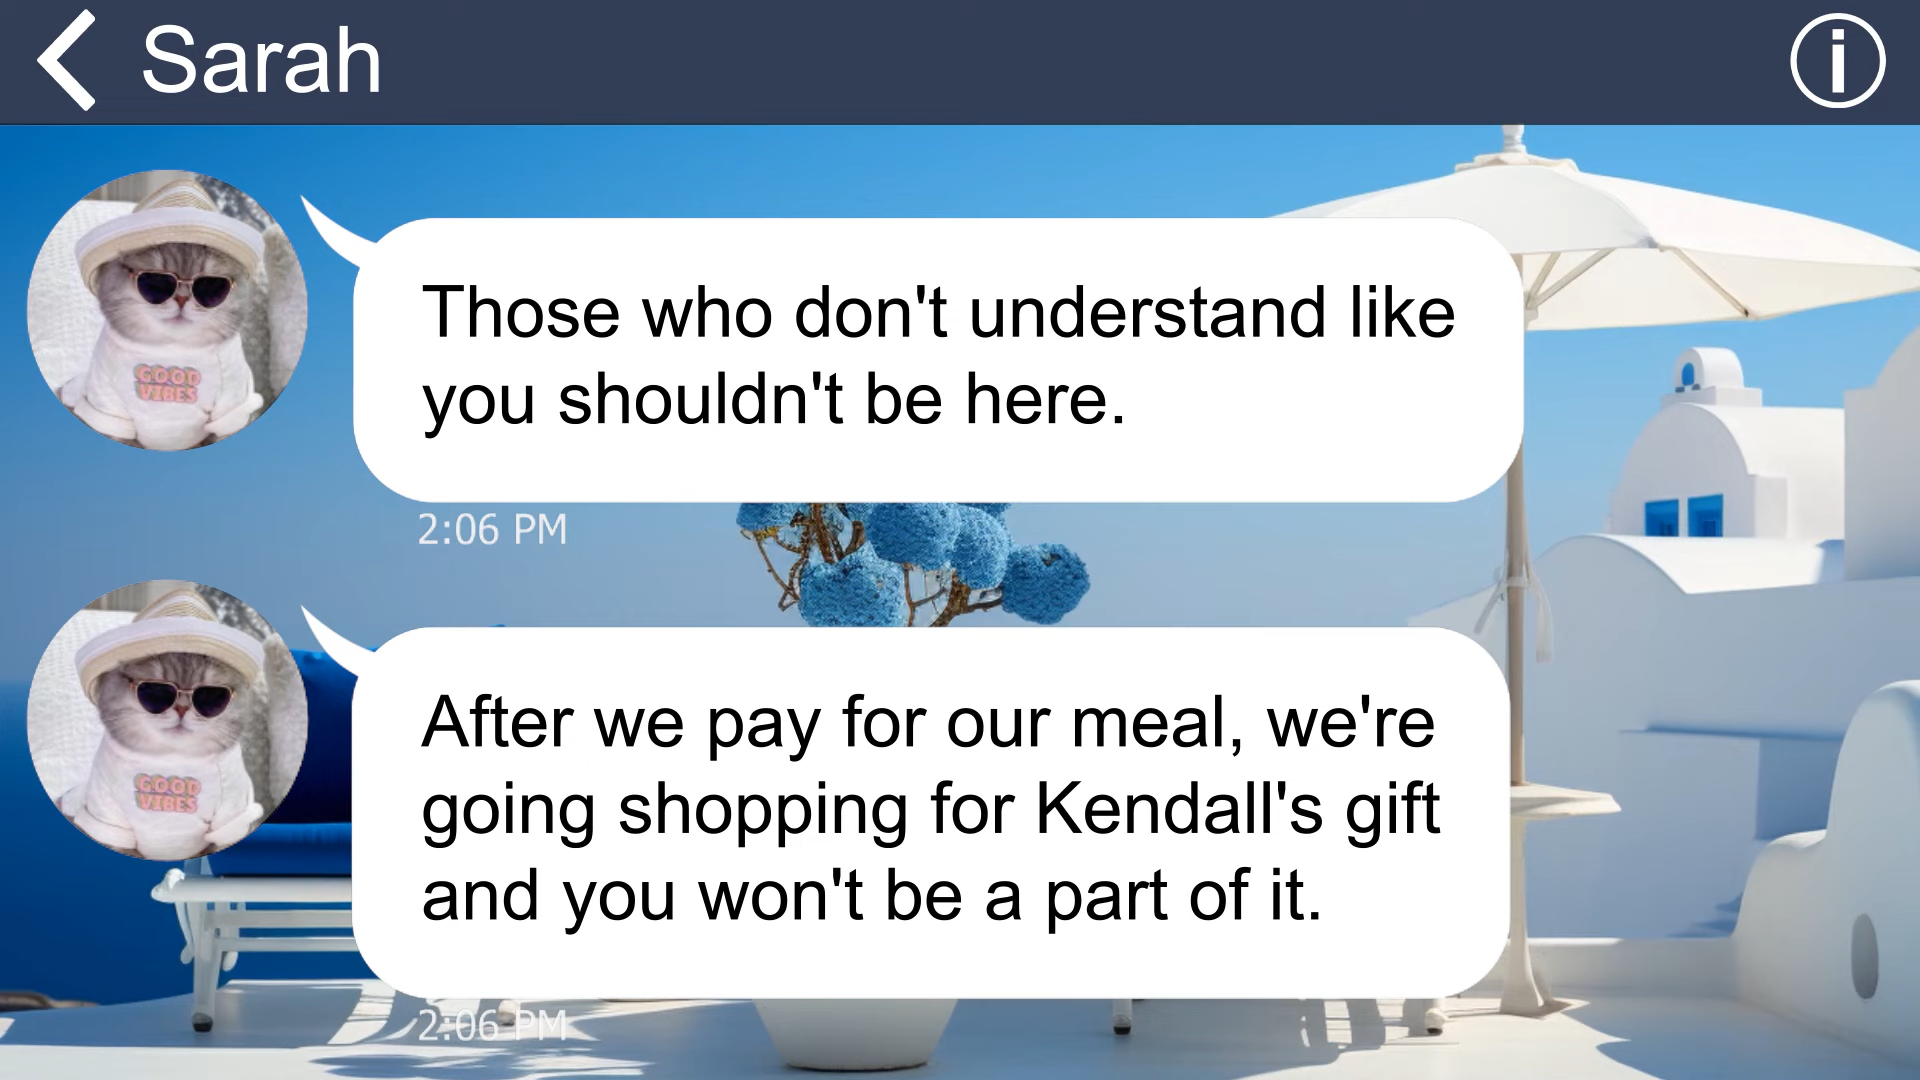 Sarah
Those who don't understand like
you shouldn't be here.
2:06 PM
After we pay for our meal, we're
going shopping for Kendall's gift
and you won't be a part of it.
2:06 PM
GOOD
VIBES
GOOD
VIBES